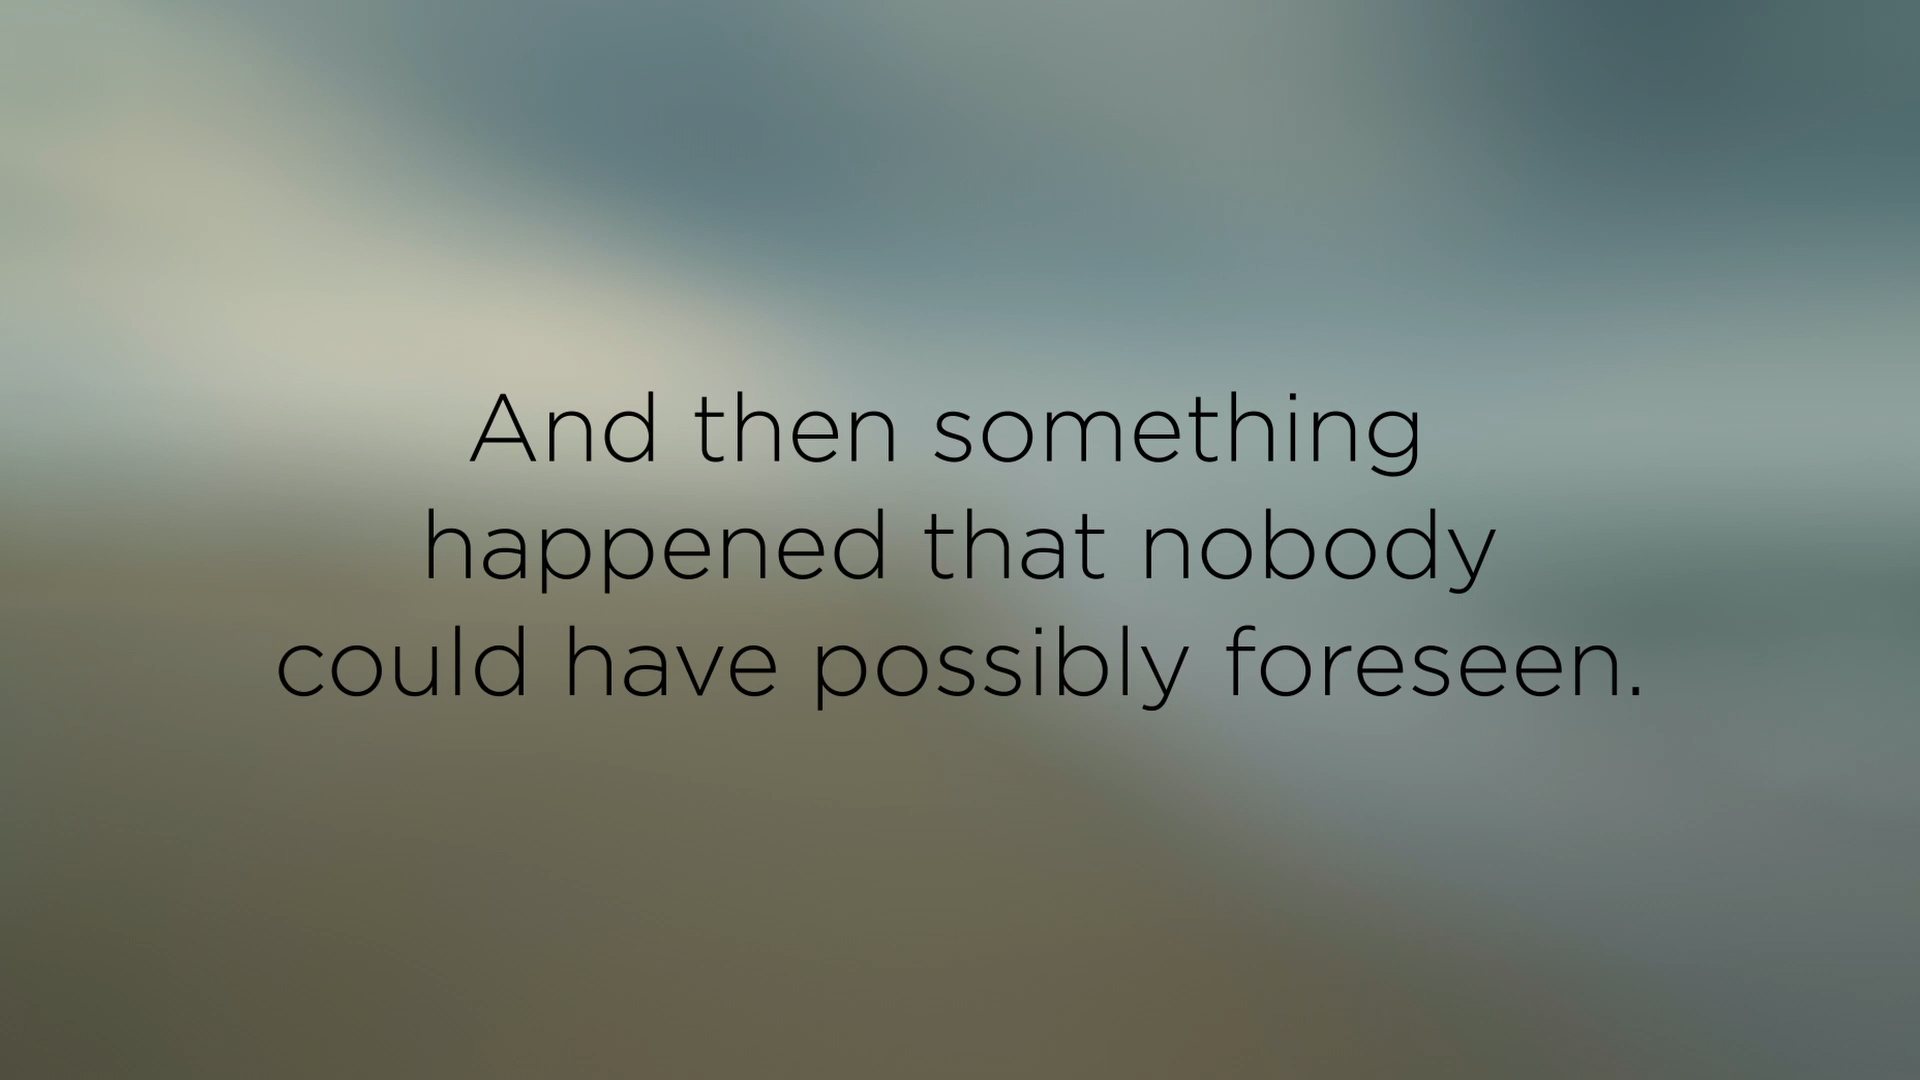 And then something
happened that nobody
could have possibly foreseen.